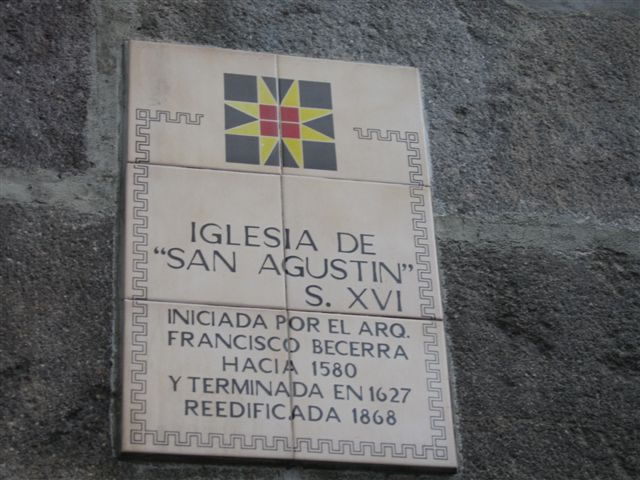 IGLESIA DE
"SAN AGUSTIN"
S. XVI
INICIADA POR EL ARQ.
FRANCISCO BECERRA
HACIA 1580
Y TERMINADA EN 1627
REEDIFICADA 1868